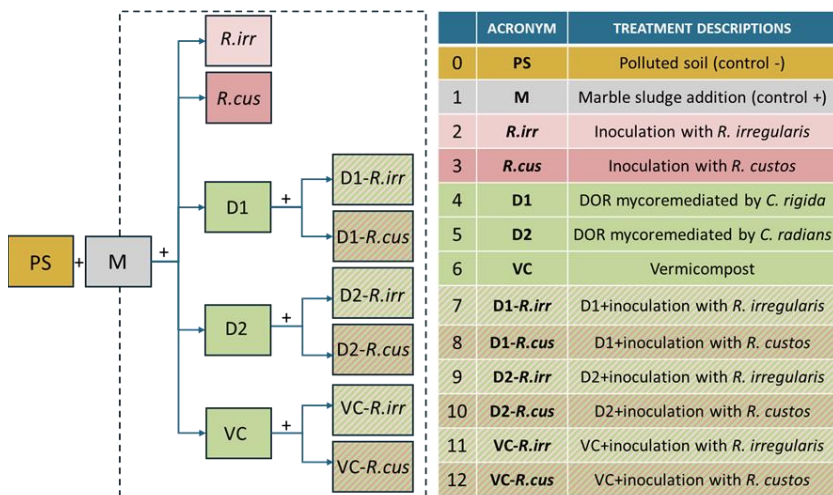 R.irr
R.cus
D1
+
D1-R.irr
D1-R.cus
PS
+
M
+
D2
+
D2-R.irr
D2-R.cus
VC
+
VC-R.irr
VC-R.cus
ACRONYM TREATMENT DESCRIPTIONS
0 PS Polluted soil (control -)
1 M Marble sludge addition (control +)
2 R.irr Inoculation with R. irregularis
3 R.cus Inoculation with R. custos
4 D1 DOR mycoremediated by C. rigida
5 D2 DOR mycoremediated by C. radians
6 VC Vermicompost
7 D1-R.irr D1+inoculation with R. irregularis
8 D1-R.cus D1+inoculation with R. custos
9 D2-R.irr D2+inoculation with R. irregularis
10 D2-R.cus D2+inoculation with R. custos
11 VC-R.irr VC+inoculation with R. irregularis
12 VC-R.cus VC+inoculation with R. custos